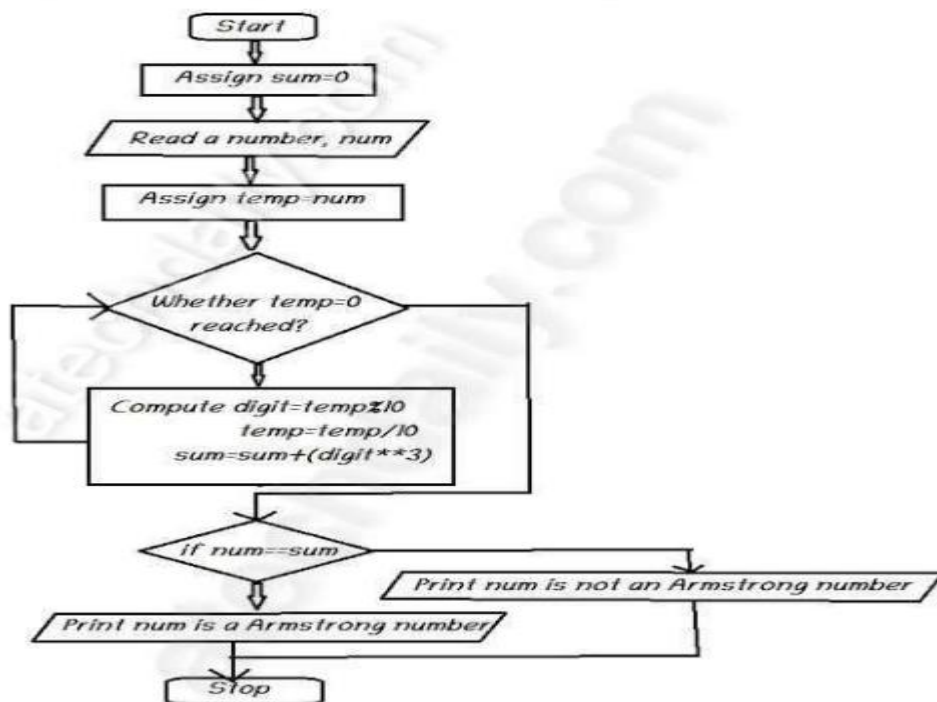 Start
Assign sum=0
Read a number, num
Assign temp=num
Whether temp=0
reached?
Compute digit=temp%10
temp=temp/10
sum=sum+(digit**3)
if num==sum
Print num is not an Armstrong number
Print num is a Armstrong number
Stop